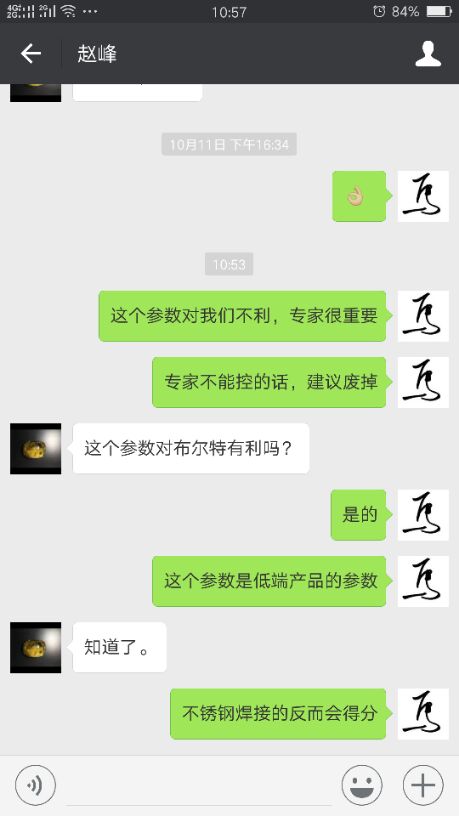 4G 2G 2G 10:57 84%
赵峰
10月11日 下午16:34
10:53
这个参数对我们不利，专家很重要
专家不能控的话，建议废掉
这个参数对布尔特有利吗？
是的
这个参数是低端产品的参数
知道了。
不锈钢焊接的反而会得分